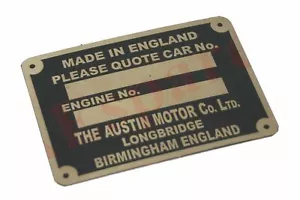 MADE IN ENGLAND
PLEASE QUOTE CAR No.
ENGINE No.
THE AUSTIN MOTOR Co. LTD.
LONGBRIDGE
BIRMINGHAM ENGLAND